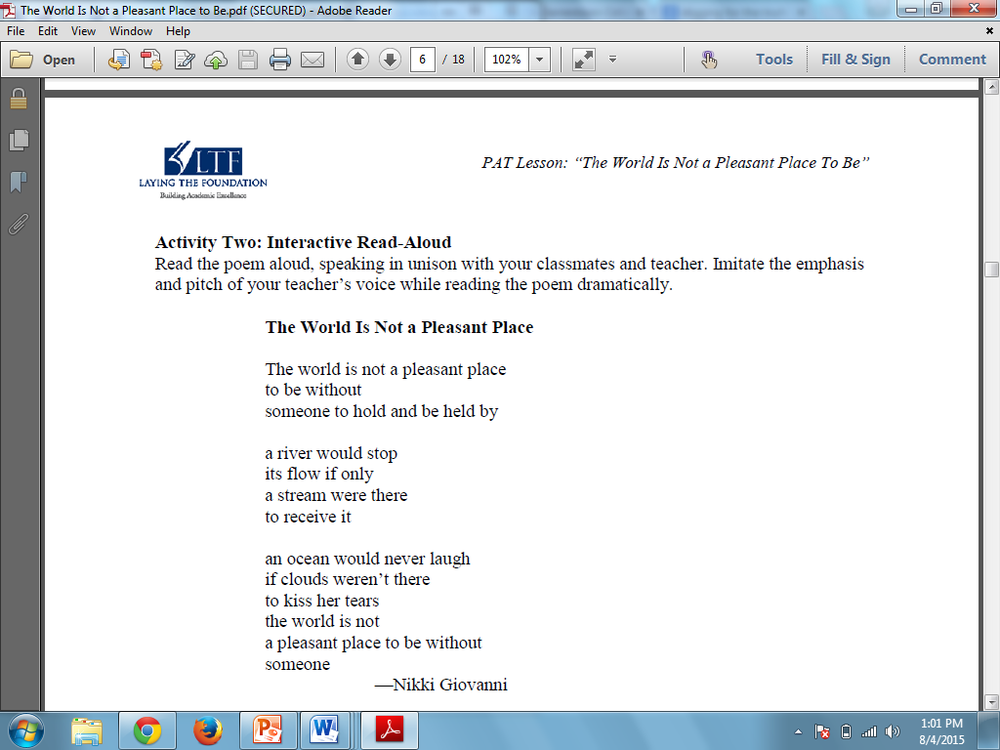 The World Is Not a Pleasant Place to Be.pdf (SECURED) - Adobe Reader
File Edit View Window Help
Open 6 / 18 102% Tools Fill & Sign Comment
LTF
LAYING THE FOUNDATION
Building Academic Excellence
PAT Lesson: “The World Is Not a Pleasant Place To Be”
Activity Two: Interactive Read-Aloud
Read the poem aloud, speaking in unison with your classmates and teacher. Imitate the emphasis
and pitch of your teacher’s voice while reading the poem dramatically.
The World Is Not a Pleasant Place
The world is not a pleasant place
to be without
someone to hold and be held by
a river would stop
its flow if only
a stream were there
to receive it
an ocean would never laugh
if clouds weren’t there
to kiss her tears
the world is not
a pleasant place to be without
someone
—Nikki Giovanni
1:01 PM
8/4/2015